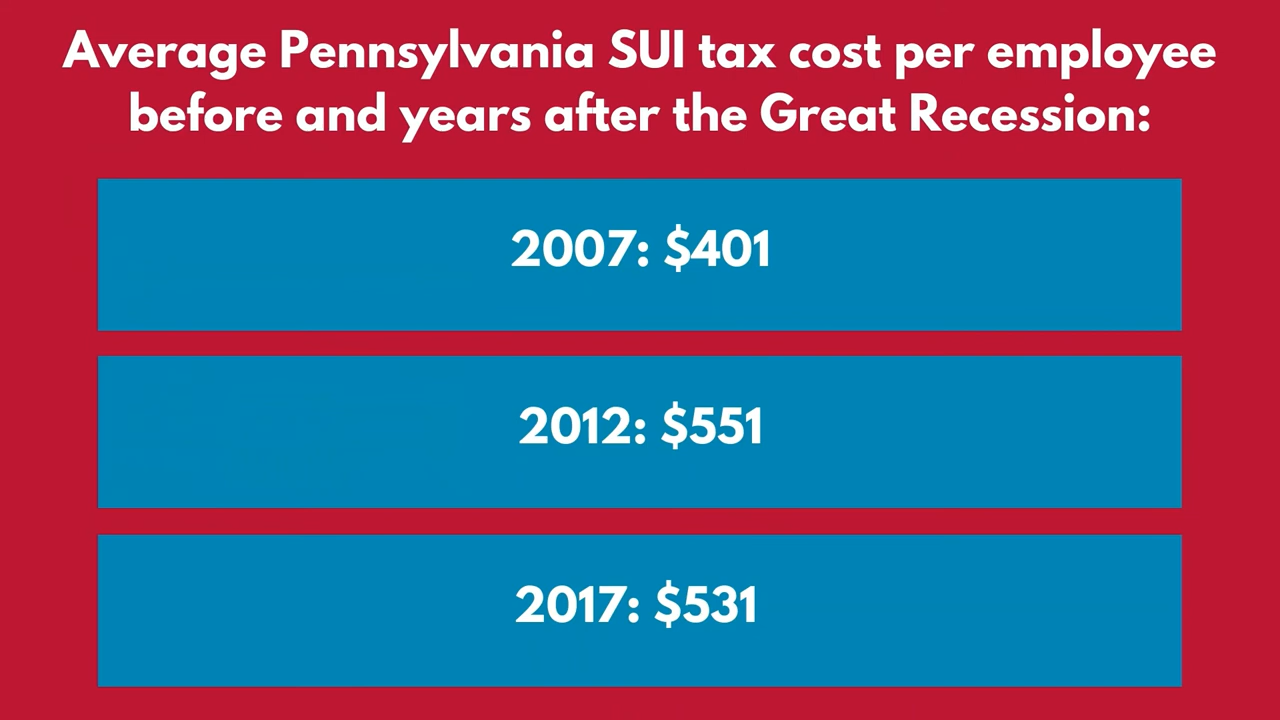 Average Pennsylvania SUI tax cost per employee
before and years after the Great Recession:
2007: $401
2012: $551
2017: $531